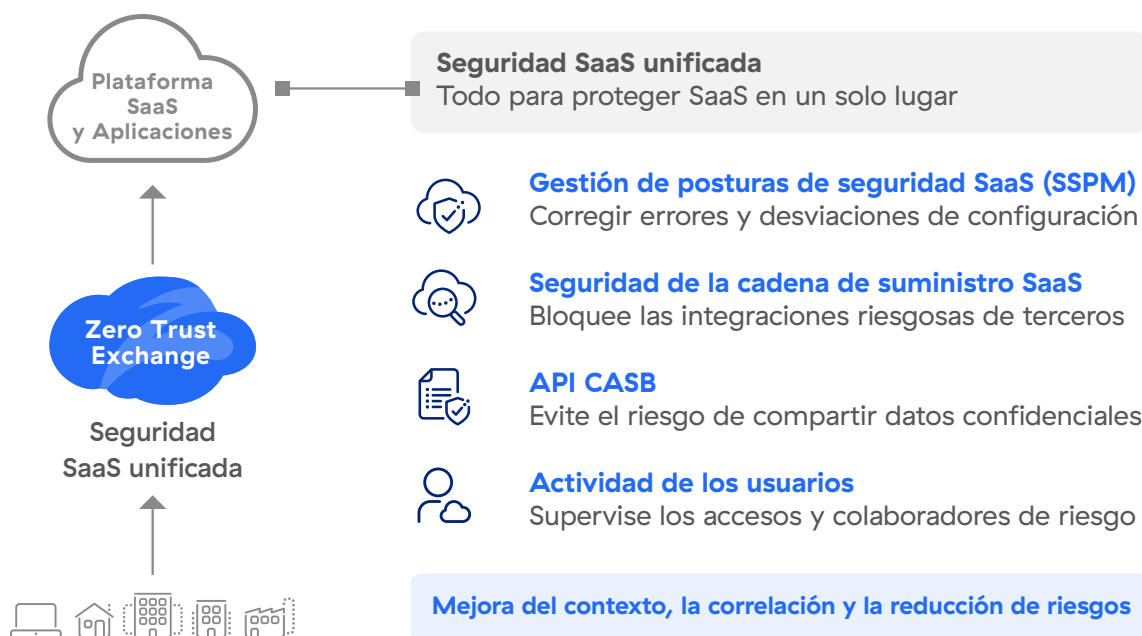 Plataforma
SaaS
y Aplicaciones
Seguridad SaaS unificada
Todo para proteger SaaS en un solo lugar
Gestión de posturas de seguridad SaaS (SSPM)
Corregir errores y desviaciones de configuración
Seguridad de la cadena de suministro SaaS
Bloquee las integraciones riesgosas de terceros
Zero Trust
Exchange
Seguridad
SaaS unificada
API CASB
Evite el riesgo de compartir datos confidenciales
Actividad de los usuarios
Supervise los accesos y colaboradores de riesgo
Mejora del contexto, la correlación y la reducción de riesgos